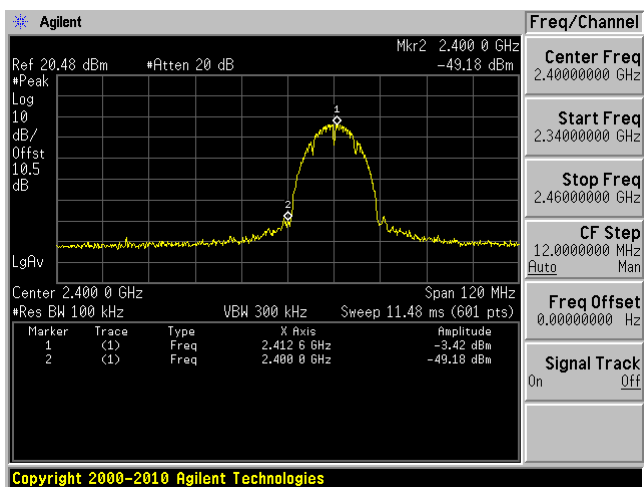 Agilent
Freq/Channel
Mkr2 2.400 0 GHz
Ref 20.48 dBm #Atten 20 dB -49.18 dBm
#Peak
Log
10
dB/
Offst
10.5
dB
1
2
LgAv
Center 2.400 0 GHz Span 120 MHz
#Res BW 100 kHz VBW 300 kHz Sweep 11.48 ms (601 pts)
Marker Trace Type X Axis Amplitude
1 (1) Freq 2.412 6 GHz -3.42 dBm
2 (1) Freq 2.400 0 GHz -49.18 dBm
Center Freq
2.40000000 GHz
Start Freq
2.34000000 GHz
Stop Freq
2.46000000 GHz
CF Step
12.0000000 MHz
Auto Man
Freq Offset
0.00000000 Hz
Signal Track
On Off
Copyright 2000-2010 Agilent Technologies